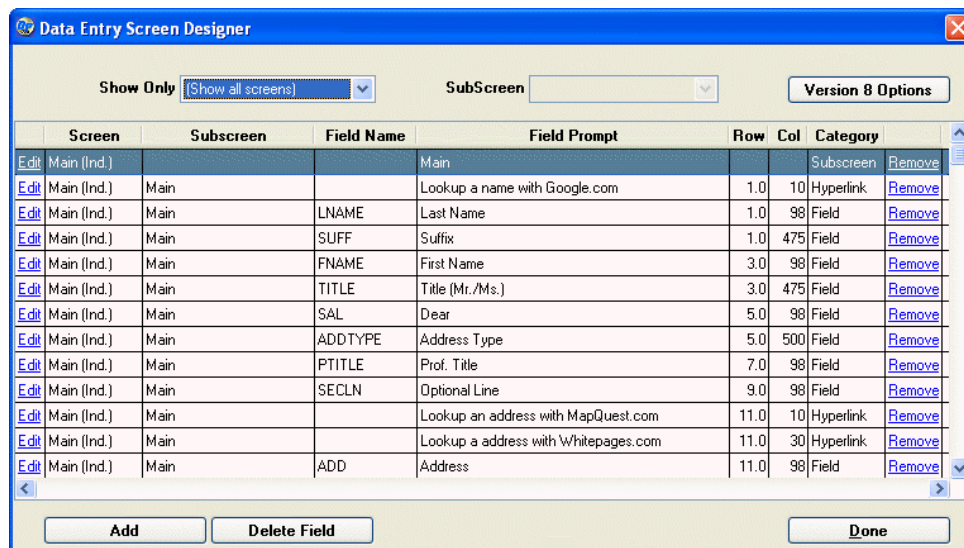 Data Entry Screen Designer
Show Only (Show all screens) SubScreen Version 8 Options
Screen Subscreen Field Name Field Prompt Row Col Category
Edit Main (Ind.) Main Subscreen Remove
Edit Main (Ind.) Main Lookup a name with Google.com 1.0 10 Hyperlink Remove
Edit Main (Ind.) Main LNAME Last Name 1.0 98 Field Remove
Edit Main (Ind.) Main SUFF Suffix 1.0 475 Field Remove
Edit Main (Ind.) Main FNAME First Name 3.0 98 Field Remove
Edit Main (Ind.) Main TITLE Title (Mr./Ms.) 3.0 475 Field Remove
Edit Main (Ind.) Main SAL Dear 5.0 98 Field Remove
Edit Main (Ind.) Main ADDTYPE Address Type 5.0 500 Field Remove
Edit Main (Ind.) Main PTITLE Prof. Title 7.0 98 Field Remove
Edit Main (Ind.) Main SECLN Optional Line 9.0 98 Field Remove
Edit Main (Ind.) Main Lookup an address with MapQuest.com 11.0 10 Hyperlink Remove
Edit Main (Ind.) Main Lookup a address with Whitepages.com 11.0 30 Hyperlink Remove
Edit Main (Ind.) Main ADD Address 11.0 98 Field Remove
Add Delete Field Done